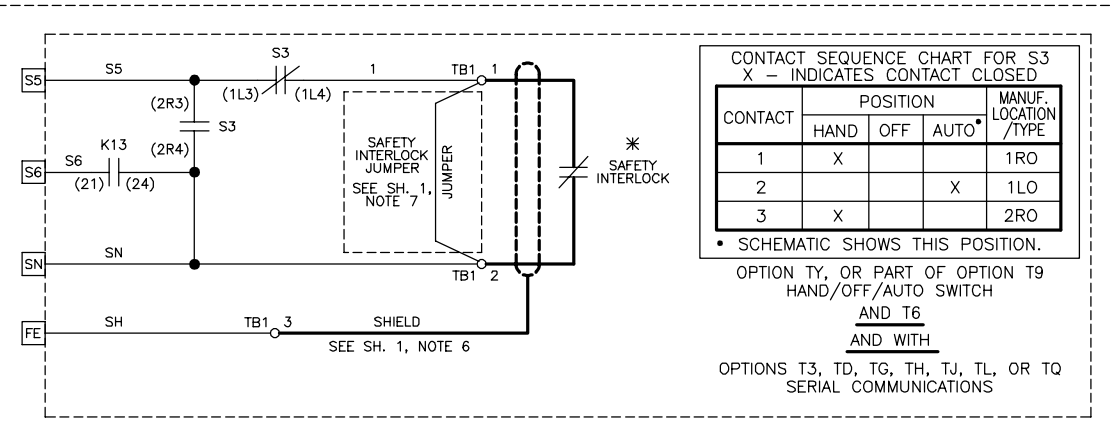 S5
S5
S3
(1L3)
(1L4)
1
TB1
1
(2R3)
S3
(2R4)
S6
S6
K13
(21)
(24)
SAFETY
INTERLOCK
JUMPER
SEE SH. 1,
NOTE 7
JUMPER
*
SAFETY
INTERLOCK
SN
SN
TB1
2
FE
SH
TB1
3
SHIELD
SEE SH. 1, NOTE 6
CONTACT SEQUENCE CHART FOR S3
X – INDICATES CONTACT CLOSED
CONTACT
POSITION
MANUF.
LOCATION
/TYPE
HAND
OFF
AUTO•
1 X 1RO
2 X 1LO
3 X 2RO
• SCHEMATIC SHOWS THIS POSITION.
OPTION TY, OR PART OF OPTION T9
HAND/OFF/AUTO SWITCH
AND T6
AND WITH
OPTIONS T3, TD, TG, TH, TJ, TL, OR TQ
SERIAL COMMUNICATIONS